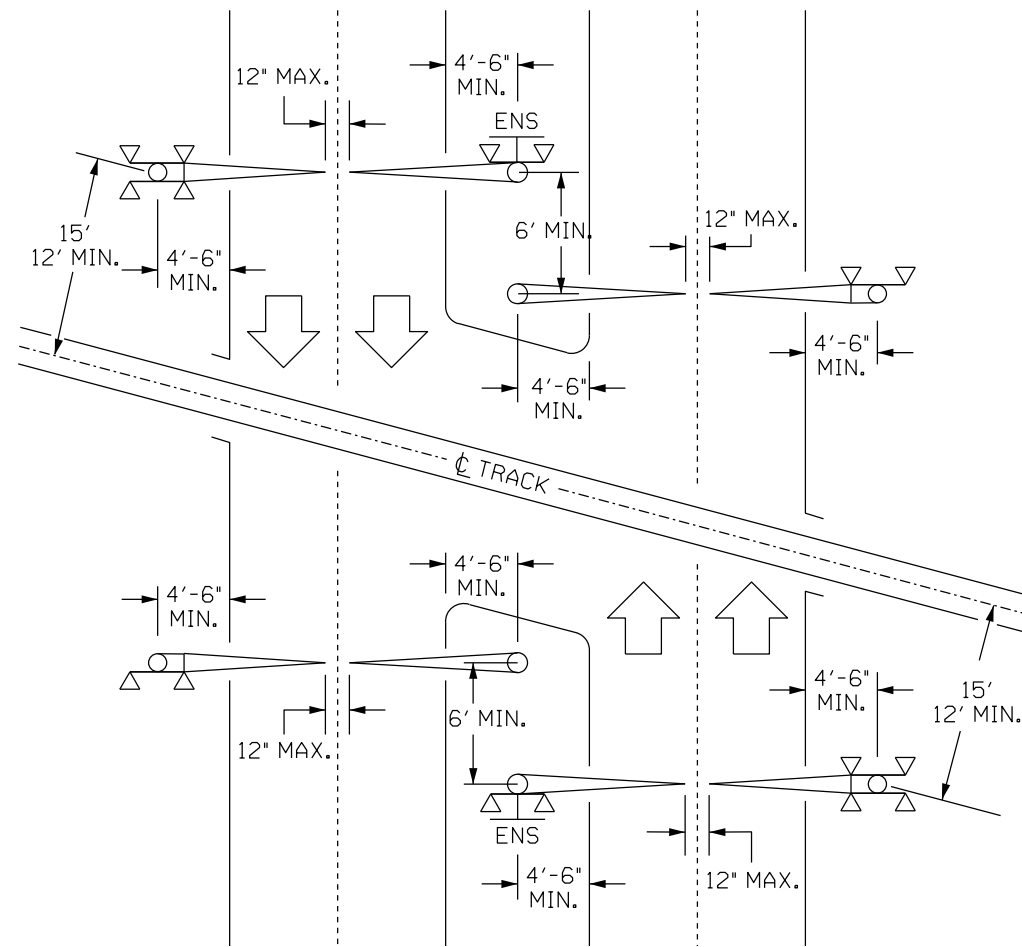 4'-6"
MIN.
12" MAX.
ENS
15'
12' MIN.
4'-6"
MIN.
6' MIN.
12" MAX.
4'-6"
MIN.
4'-6"
MIN.
℄ TRACK
4'-6"
MIN.
4'-6"
MIN.
4'-6"
MIN.
15'
12' MIN.
6' MIN.
12" MAX.
ENS
4'-6"
MIN.
12" MAX.